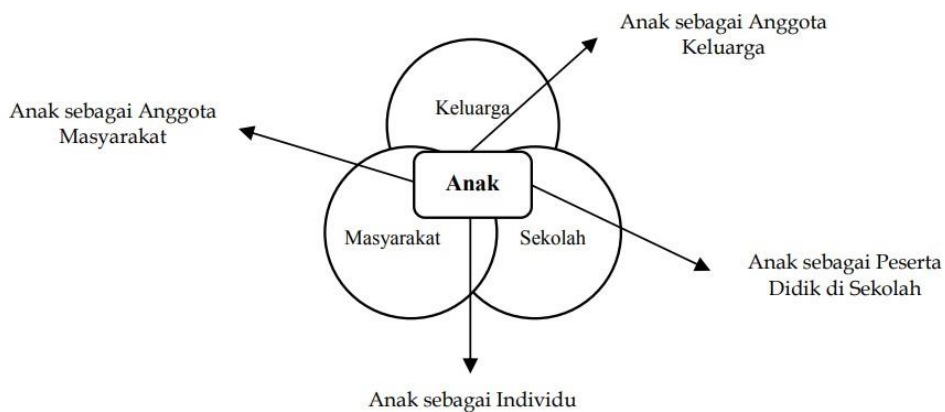 Anak sebagai Anggota
Keluarga
Anak sebagai Anggota
Masyarakat
Keluarga
Anak
Masyarakat
Sekolah
Anak sebagai Peserta
Didik di Sekolah
Anak sebagai Individu